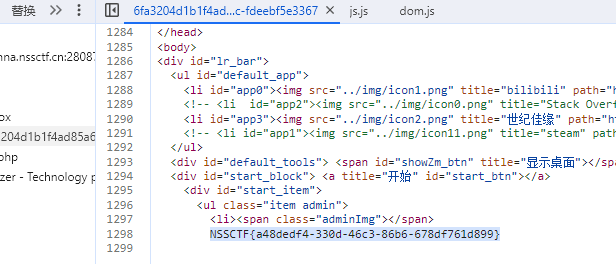 替换
6fa3204d1b1f4ad...c-fdeebf5e3367
js.js
dom.js
nna.nssctf.cn:28087
ox
204d1b1f4ad85a6
php
zer - Technology p
1284 </head>
1285 <body>
1286 <div id="lr_bar">
1287 <ul id="default_app">
1288 <li id="app0"><img src="../img/icon1.png" title="bilibili" path="h
1289 <!-- <li id="app2"><img src="../img/icon0.png" title="Stack Overf
1290 <li id="app3"><img src="../img/icon2.png" title="世纪佳缘" path="h
1291 <!-- <li id="app1"><img src="../img/icon11.png" title="steam" path
1292 </ul>
1293 <div id="default_tools"> <span id="showZm_btn" title="显示桌面"></sp
1294 <div id="start_block"> <a title="开始" id="start_btn"></a>
1295 <div id="start_item">
1296 <ul class="item admin">
1297 <li><span class="adminImg"></span>
1298 NSSCTF{a48dedf4-330d-46c3-86b6-678df761d899}